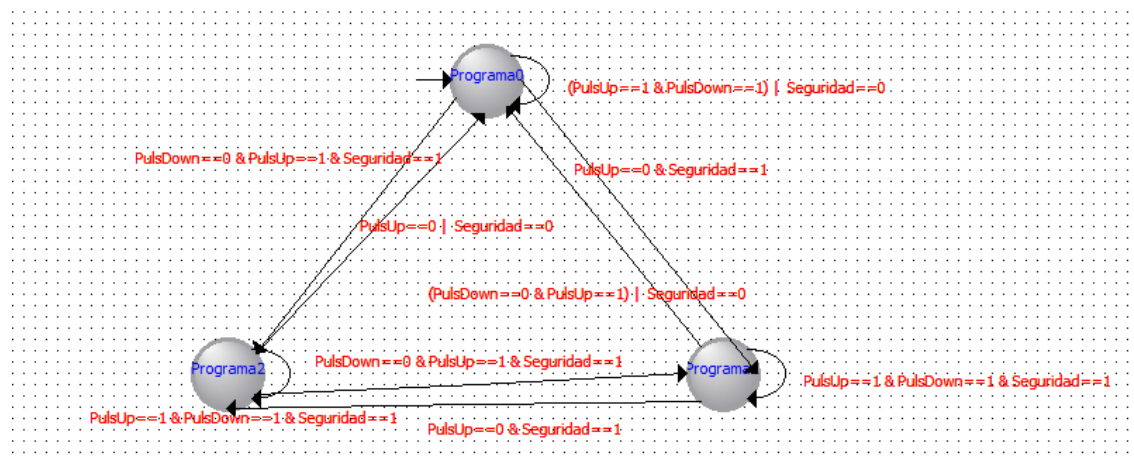 Programa0
(PulsUp==1 & PulsDown==1) | Seguridad==0
PulsDown==0 & PulsUp==1 & Seguridad==1
PulsUp==0 & Seguridad==1
PulsUp==0 | Seguridad==0
(PulsDown==0 & PulsUp==1) | Seguridad==0
PulsDown==0 & PulsUp==1 & Seguridad==1
Programa2
Programa
PulsUp==1 & PulsDown==1 & Seguridad==1
PulsUp==1 & PulsDown==1 & Seguridad==1
PulsUp==0 & Seguridad==1